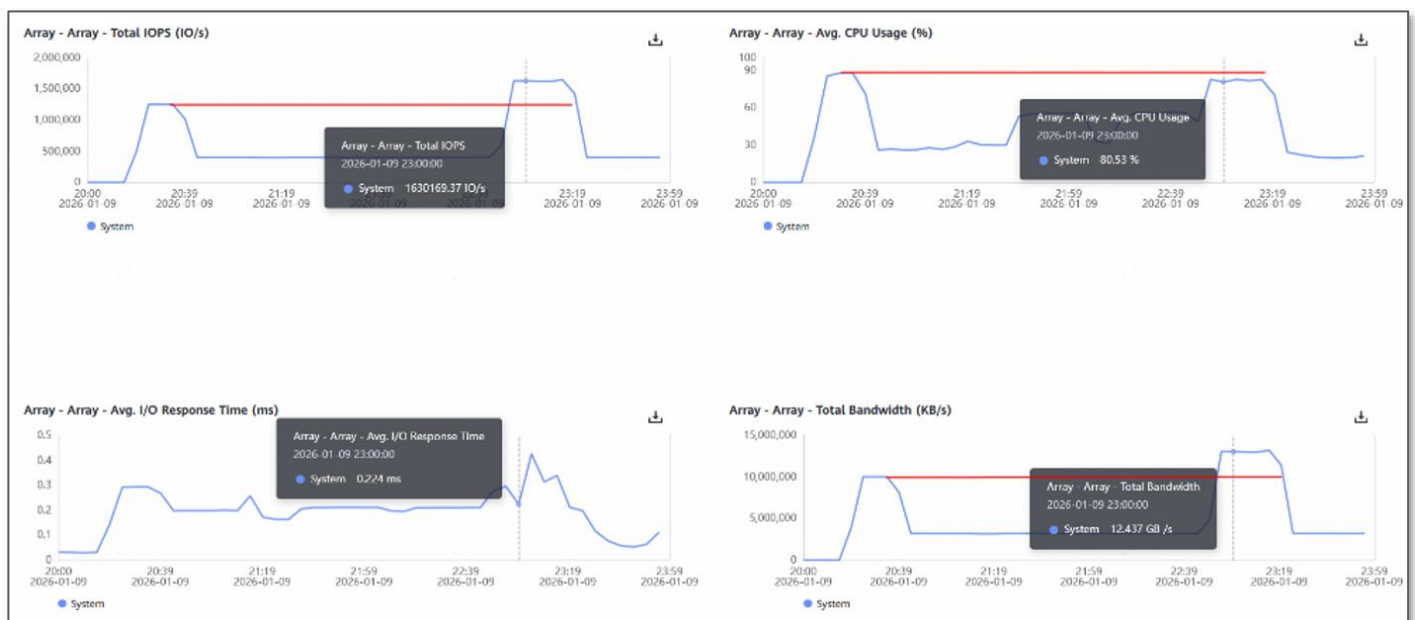 Array - Array - Total IOPS (IO/s)
2,000,000
1,500,000
1,000,000
500,000
0
Array - Array - Total IOPS
2026-01-09 23:00:00
System 1630169.37 IO/s
20:00 20:39 21:19 23:19 23:59
2026-01-09 2026-01-09 2026-01-09 2026-01-09 2026-01-09 2026-01-09 2026-01-09
System
Array - Array - Avg. CPU Usage (%)
100
90
60
30
0
Array - Array - Avg. CPU Usage
2026-01-09 23:00:00
System 80.53 %
20:00 20:39 21:19 21:59 22:39 23:19 23:59
2026-01-09 2026-01-09 2026-01-09 2026-01-09 2026-01-09 2026-01-09 2026-01-09
System
Array - Array - Avg. I/O Response Time (ms)
0.5
0.4
0.3
0.2
0.1
0
Array - Array - Avg. I/O Response Time
2026-01-09 23:00:00
System 0.224 ms
20:00 20:39 21:19 21:59 22:39 23:19 23:59
2026-01-09 2026-01-09 2026-01-09 2026-01-09 2026-01-09 2026-01-09 2026-01-09
System
Array - Array - Total Bandwidth (KB/s)
15,000,000
10,000,000
5,000,000
0
Array - Array - Total Bandwidth
2026-01-09 23:00:00
System 12.437 GB /s
20:00 20:39 21:19 21:59 22:39 23:19 23:59
2026-01-09 2026-01-09 2026-01-09 2026-01-09 2026-01-09 2026-01-09 2026-01-09
System